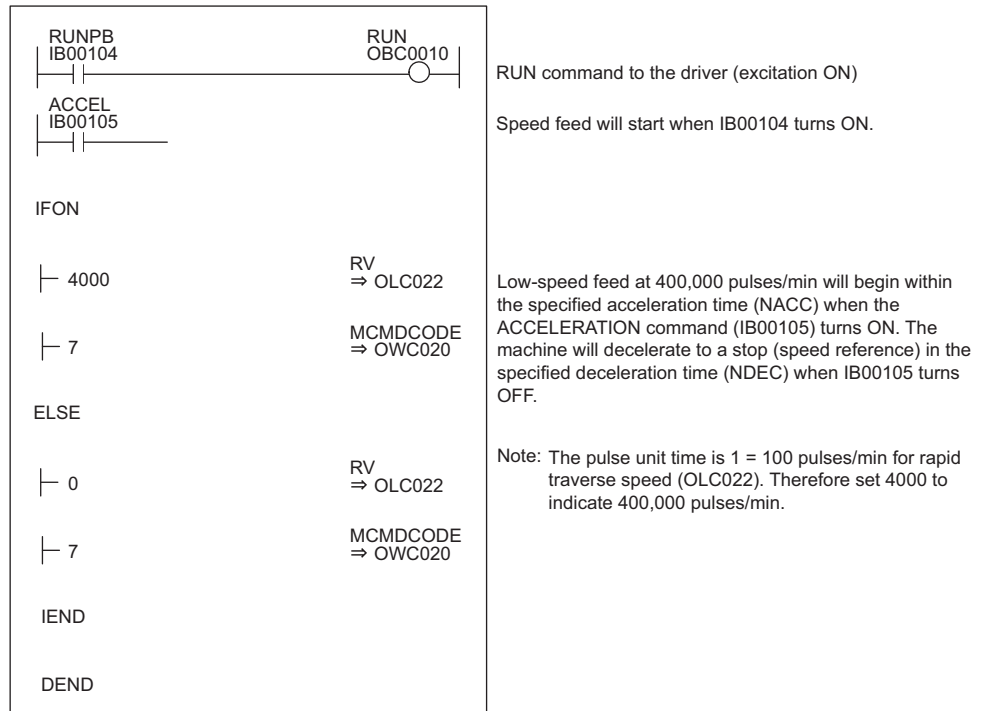 RUNPB
IB00104
RUN
OBC0010
RUN command to the driver (excitation ON)
ACCEL
IB00105
Speed feed will start when IB00104 turns ON.
IFON
4000
RV
⇒ OLC022
7
MCMDCODE
⇒ OWC020
Low-speed feed at 400,000 pulses/min will begin within
the specified acceleration time (NACC) when the
ACCELERATION command (IB00105) turns ON. The
machine will decelerate to a stop (speed reference) in the
specified deceleration time (NDEC) when IB00105 turns
OFF.
ELSE
0
RV
⇒ OLC022
7
MCMDCODE
⇒ OWC020
Note: The pulse unit time is 1 = 100 pulses/min for rapid
traverse speed (OLC022). Therefore set 4000 to
indicate 400,000 pulses/min.
IEND
DEND